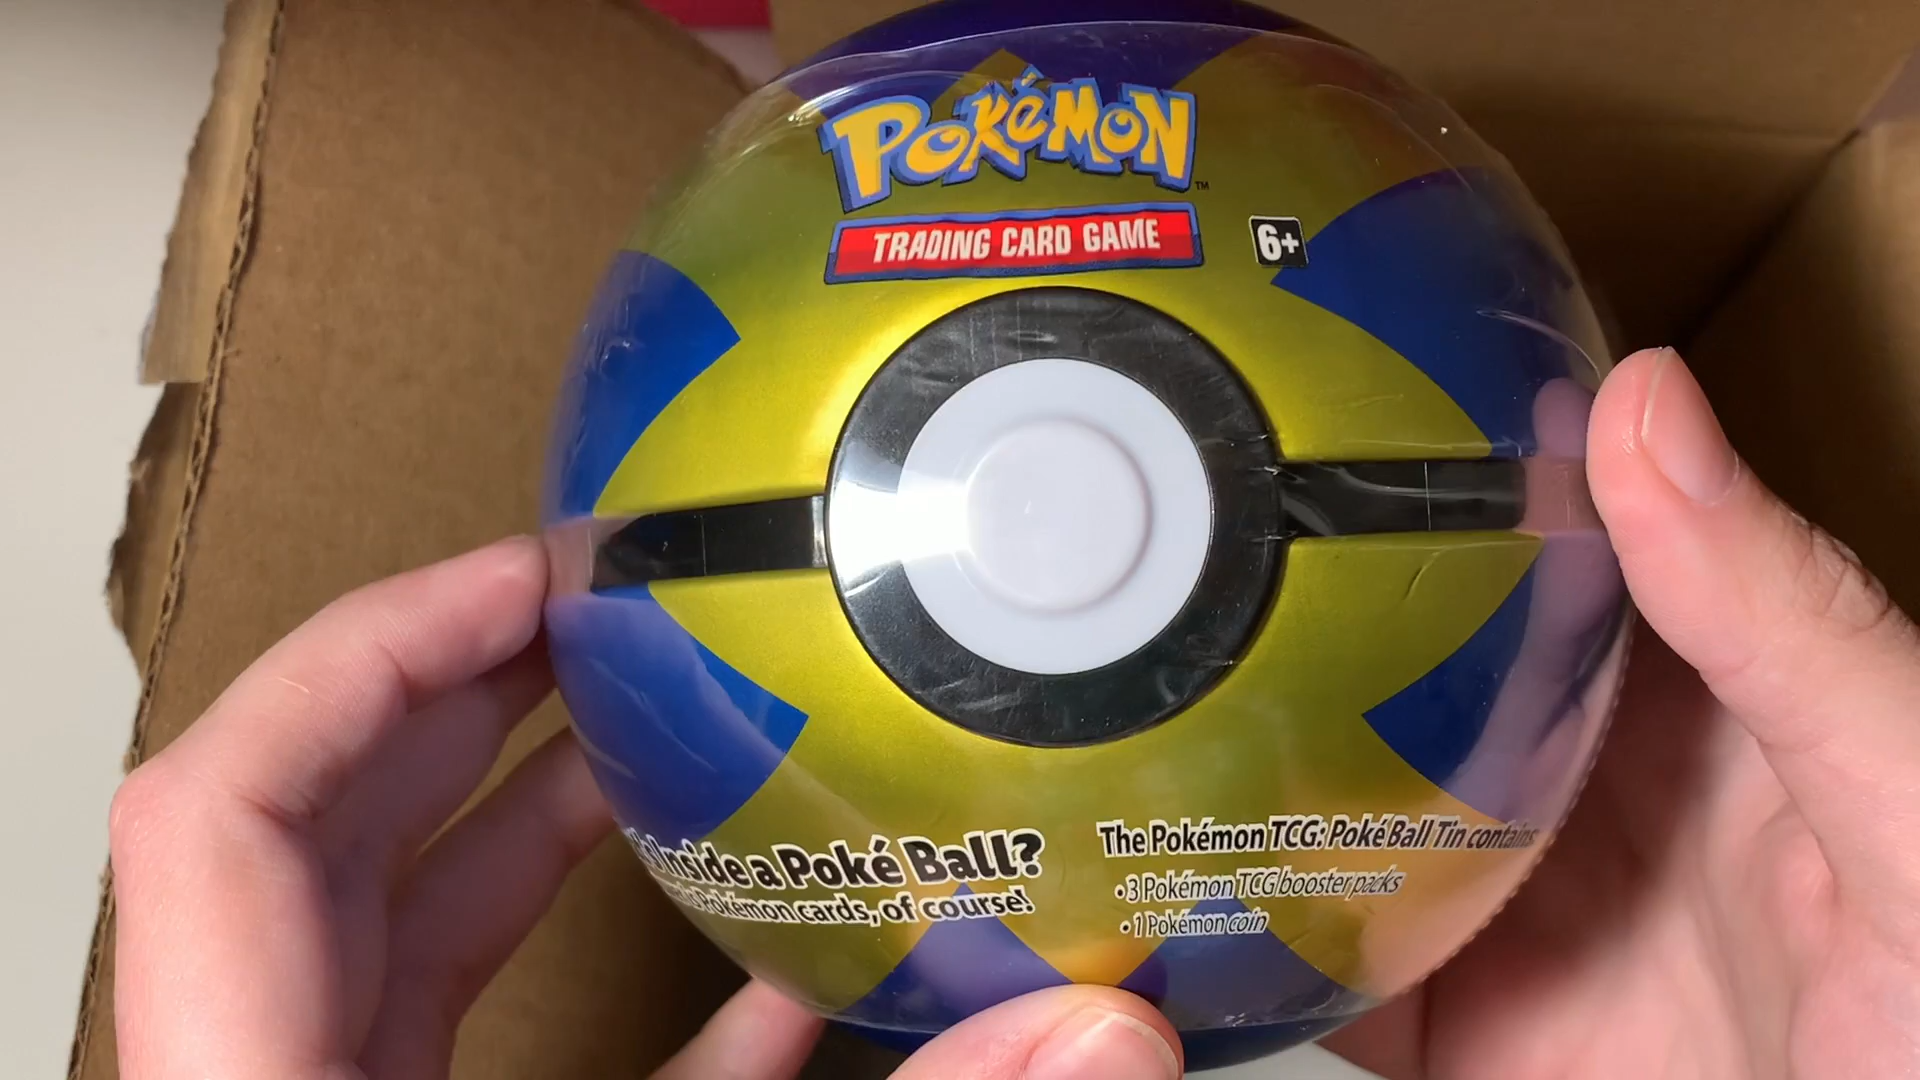 POKéMON™
TRADING CARD GAME
6+
Inside a Poké Ball?
Pokémon cards, of course!
The Pokémon TCG: Poké Ball Tin contains
• 3 Pokémon TCG booster packs
• 1 Pokémon coin